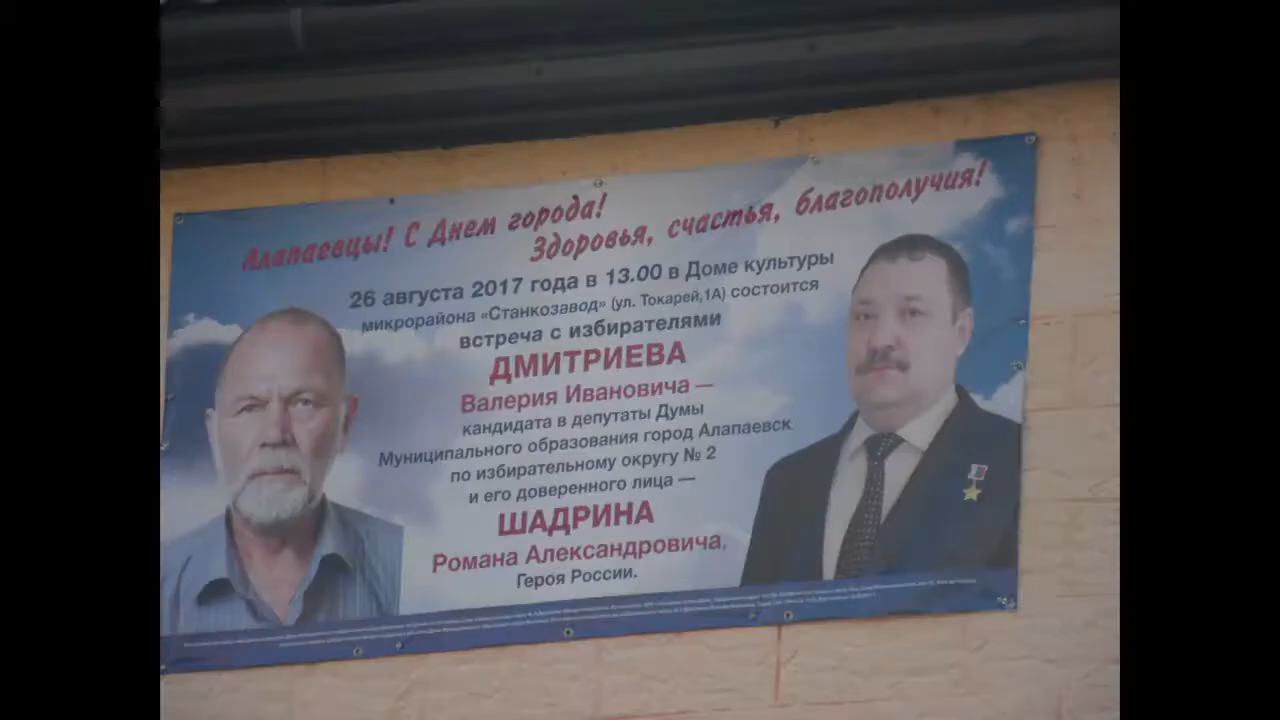 Алапаевцы! С Днем города!
Здоровья, счастья, благополучия!
26 августа 2017 года в 13.00 в Доме культуры
микрорайона «Станкозавод» (ул. Токарей,1А) состоится
встреча с избирателями
ДМИТРИЕВА
Валерия Ивановича —
кандидата в депутаты Думы
Муниципального образования город Алапаевск
по избирательному округу № 2
и его доверенного лица —
ШАДРИНА
Романа Александровича,
Героя России.